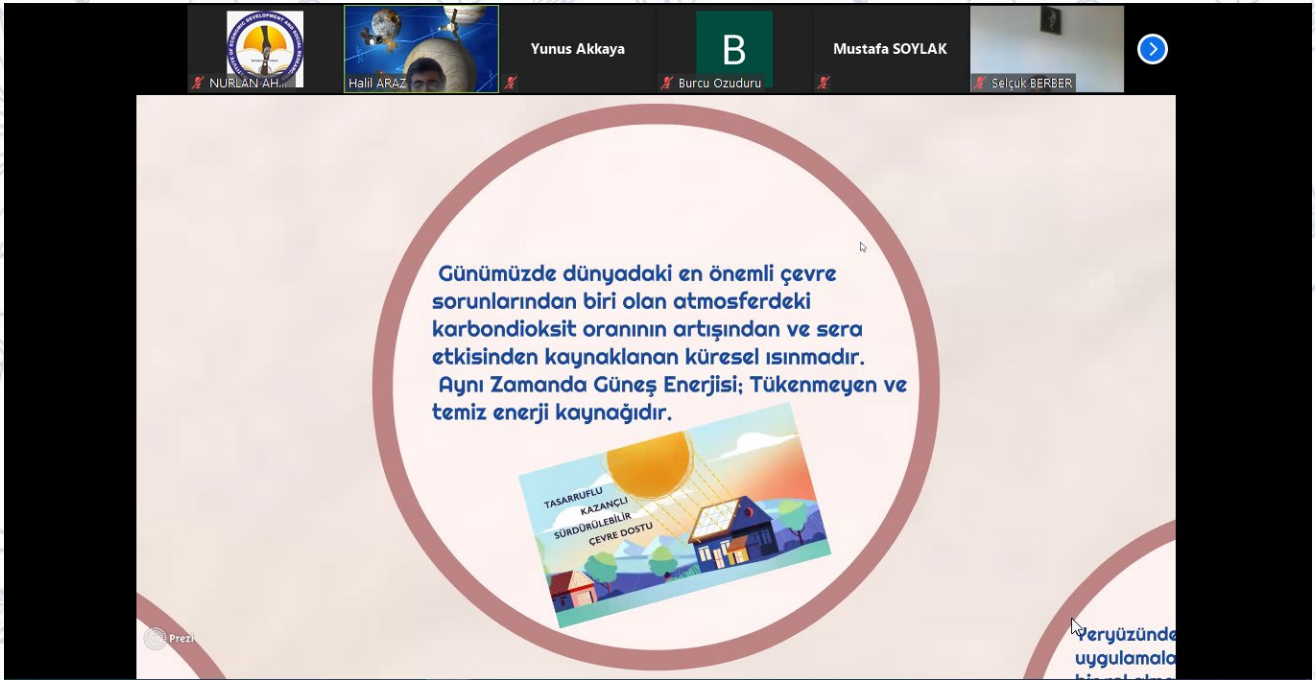 NURLAN AH...
Halil ARAZ
Yunus Akkaya
B
Burcu Ozuduru
Mustafa SOYLAK
Selçuk BERBER
Günümüzde dünyadaki en önemli çevre
sorunlarından biri olan atmosferdeki
karbondioksit oranının artışından ve sera
etkisinden kaynaklanan küresel ısınmadır.
Aynı Zamanda Güneş Enerjisi; Tükenmeyen ve
temiz enerji kaynağıdır.
TASARRUFLU
KAZANÇLI
SÜRDÜRÜLEBİLİR
ÇEVRE DOSTU
Prezi
Yeryüzünde
uygulamala